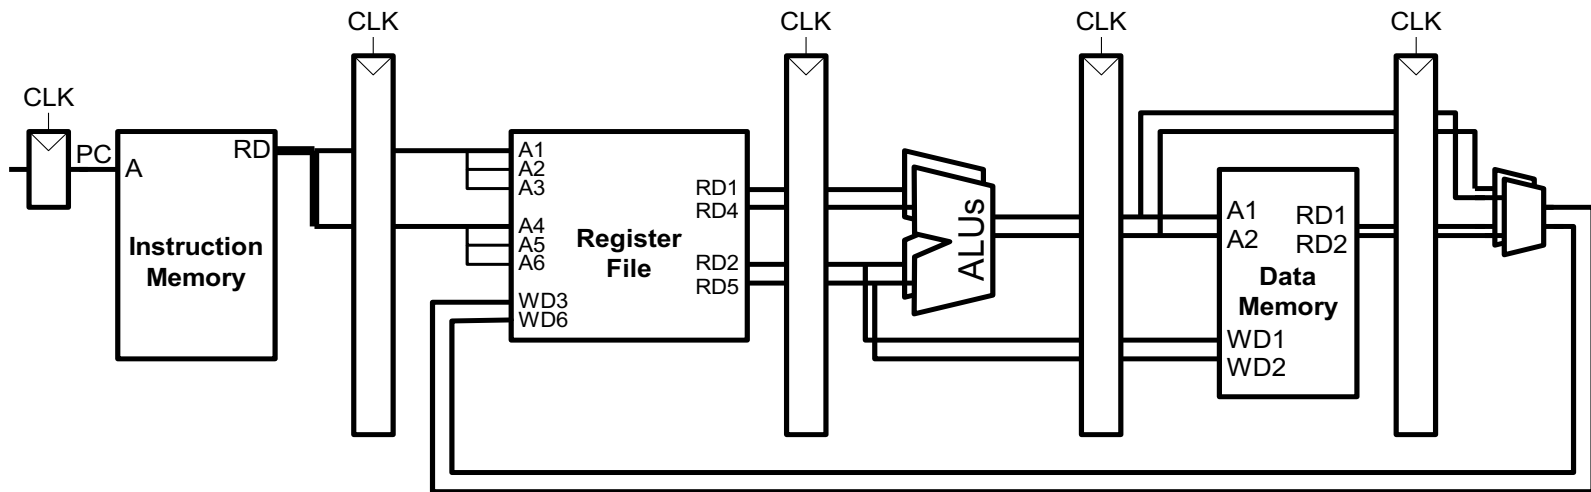 CLK
CLK
CLK
CLK
CLK
PC
A
RD
Instruction
Memory
A1
A2
A3
A4
A5
A6
WD3
WD6
Register
File
RD1
RD4
RD2
RD5
ALUs
A1
A2
RD1
RD2
Data
Memory
WD1
WD2